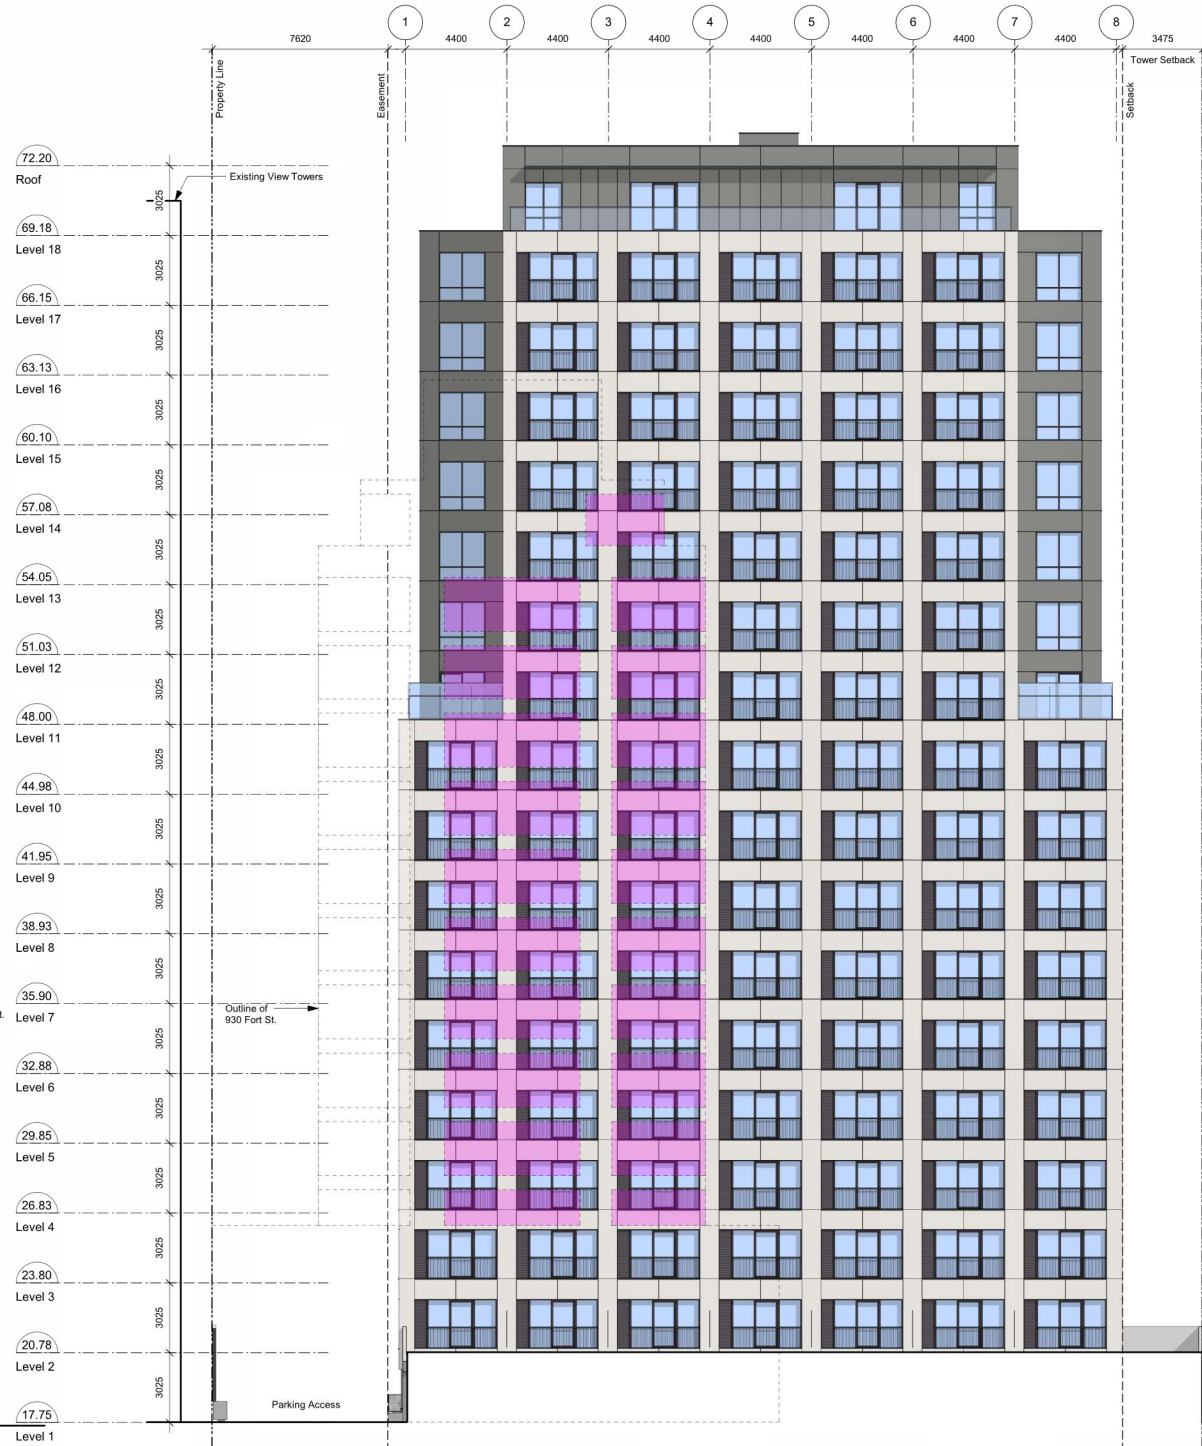 1 2 3 4 5 6 7 8
7620 4400 4400 4400 4400 4400 4400 4400 3475
Tower Setback
Property Line
Easement
Setback
72.20
Roof
Existing View Towers
3025
69.18
Level 18
3025
66.15
Level 17
3025
63.13
Level 16
3025
60.10
Level 15
3025
57.08
Level 14
3025
54.05
Level 13
3025
51.03
Level 12
3025
48.00
Level 11
3025
44.98
Level 10
3025
41.95
Level 9
3025
38.93
Level 8
3025
35.90
Level 7
t.
Outline of
930 Fort St.
3025
32.88
Level 6
3025
29.85
Level 5
3025
26.83
Level 4
3025
23.80
Level 3
3025
20.78
Level 2
3025
Parking Access
17.75
Level 1